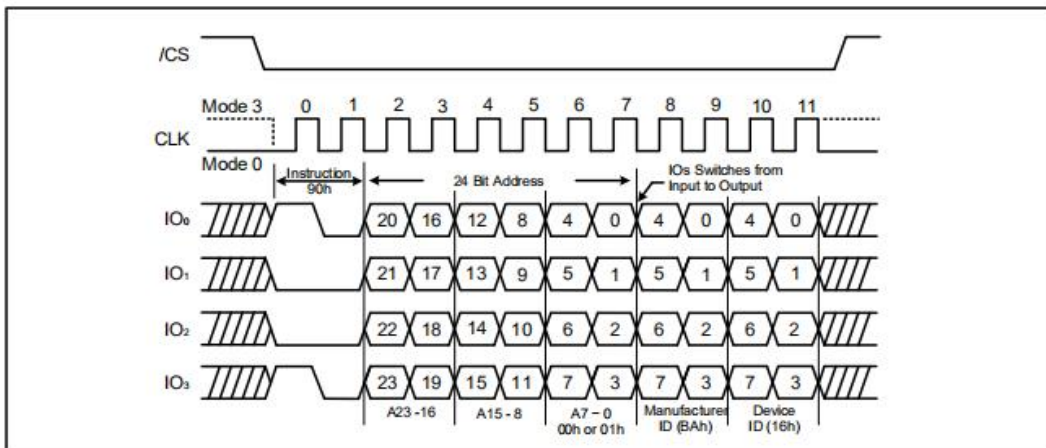 /CS
Mode 3 0 1 2 3 4 5 6 7 8 9 10 11
CLK
Mode 0
Instruction
90h
24 Bit Address
IOs Switches from
Input to Output
IO₀ 20 16 12 8 4 0 4 0 4 0
IO₁ 21 17 13 9 5 1 5 1 5 1
IO₂ 22 18 14 10 6 2 6 2 6 2
IO₃ 23 19 15 11 7 3 7 3 7 3
A23 -16 A15 - 8 A7 – 0 Manufacturer Device
00h or 01h ID (BAh) ID (16h)